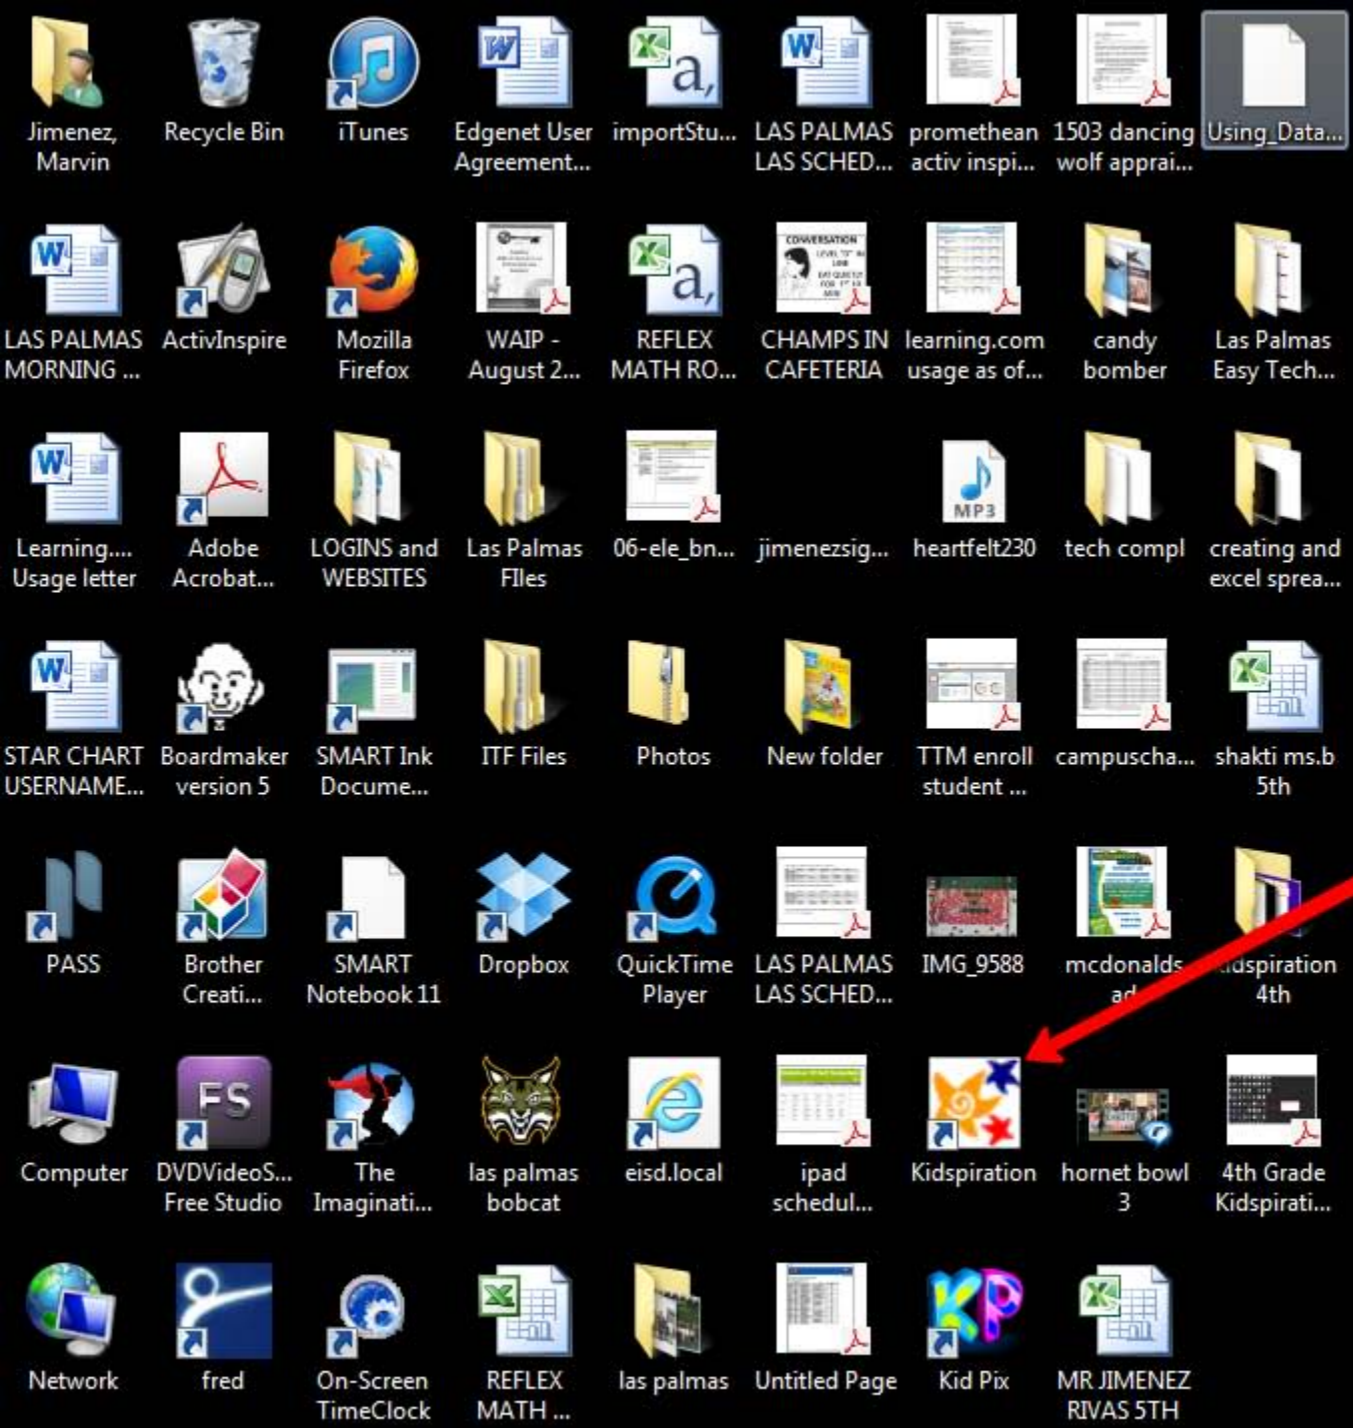 Jimenez,
Marvin
Recycle Bin
iTunes
Edgenet User
Agreement...
importStu...
LAS PALMAS
LAS SCHED...
promethean
activ inspi...
1503 dancing
wolf apprai...
Using_Data...
LAS PALMAS
MORNING ...
ActivInspire
Mozilla
Firefox
WAIP -
August 2...
REFLEX
MATH RO...
CONVERSATION
CHAMPS IN
CAFETERIA
learning.com
usage as of...
candy
bomber
Las Palmas
Easy Tech...
Learning....
Usage letter
Adobe
Acrobat...
LOGINS and
WEBSITES
Las Palmas
FIles
06-ele_bn...
jimenezsig...
MP3
heartfelt230
tech compl
creating and
excel sprea...
STAR CHART
USERNAME...
Boardmaker
version 5
SMART Ink
Docume...
ITF Files
Photos
New folder
TTM enroll
student ...
campuscha...
shakti ms.b
5th
PASS
Brother
Creati...
SMART
Notebook 11
Dropbox
QuickTime
Player
LAS PALMAS
LAS SCHED...
IMG_9588
mcdonalds
ad
4th
Computer
FS
DVDVideoS...
Free Studio
The
Imaginati...
las palmas
bobcat
eisd.local
ipad
schedul...
Kidspiration
hornet bowl
3
4th Grade
Kidspirati...
Network
fred
On-Screen
TimeClock
REFLEX
MATH ...
las palmas
Untitled Page
KP
Kid Pix
MR JIMENEZ
RIVAS 5TH